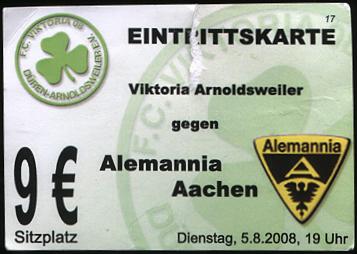 17
EINTRITTSKARTE
F.C. VIKTORIA 08
DÜREN-ARNOLDSWEILER E.V.
Viktoria Arnoldsweiler
gegen
Alemannia
Aachen
Alemannia
A
9 €
Sitzplatz
Dienstag, 5.8.2008, 19 Uhr